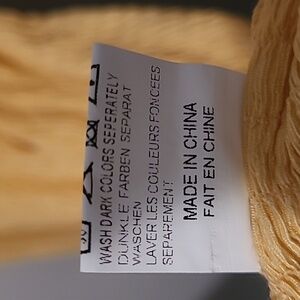 WASH DARK COLORS SEPERATELY
DUNKLE FARBEN SEPARAT
WASCHEN
LAVER LES COULEURS FONCEES
SEPAREMENT
MADE IN CHINA
FAIT EN CHINE